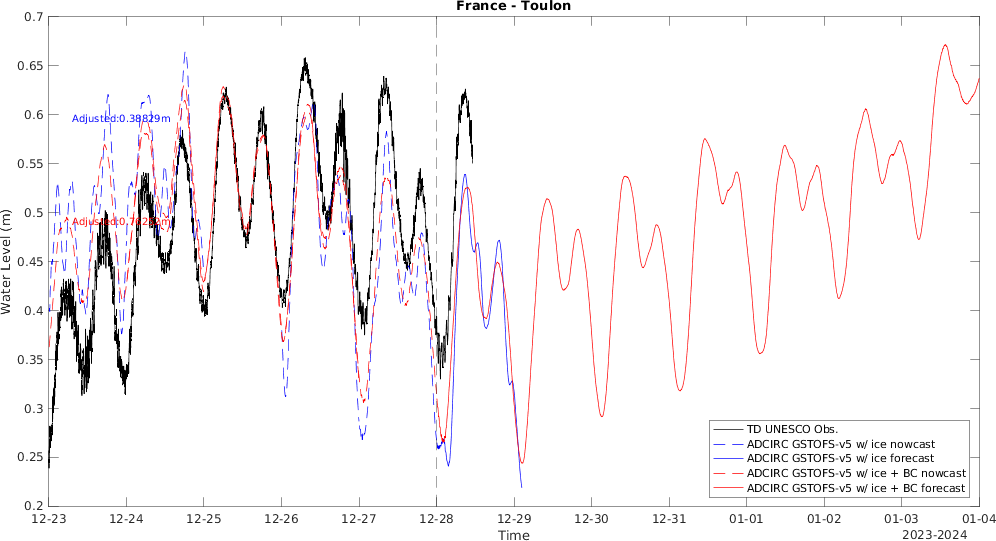 France - Toulon
0.7
0.65
0.6
0.55
0.5
0.45
0.4
0.35
0.3
0.25
0.2
Water Level (m)
Adjusted:0.38829m
TD UNESCO Obs.
ADCIRC GSTOFS-v5 w/ ice nowcast
ADCIRC GSTOFS-v5 w/ ice forecast
ADCIRC GSTOFS-v5 w/ ice + BC nowcast
ADCIRC GSTOFS-v5 w/ ice + BC forecast
12-23 12-24 12-25 12-26 12-27 12-28 12-29 12-30 12-31 01-01 01-02 01-03 01-04
Time
2023-2024